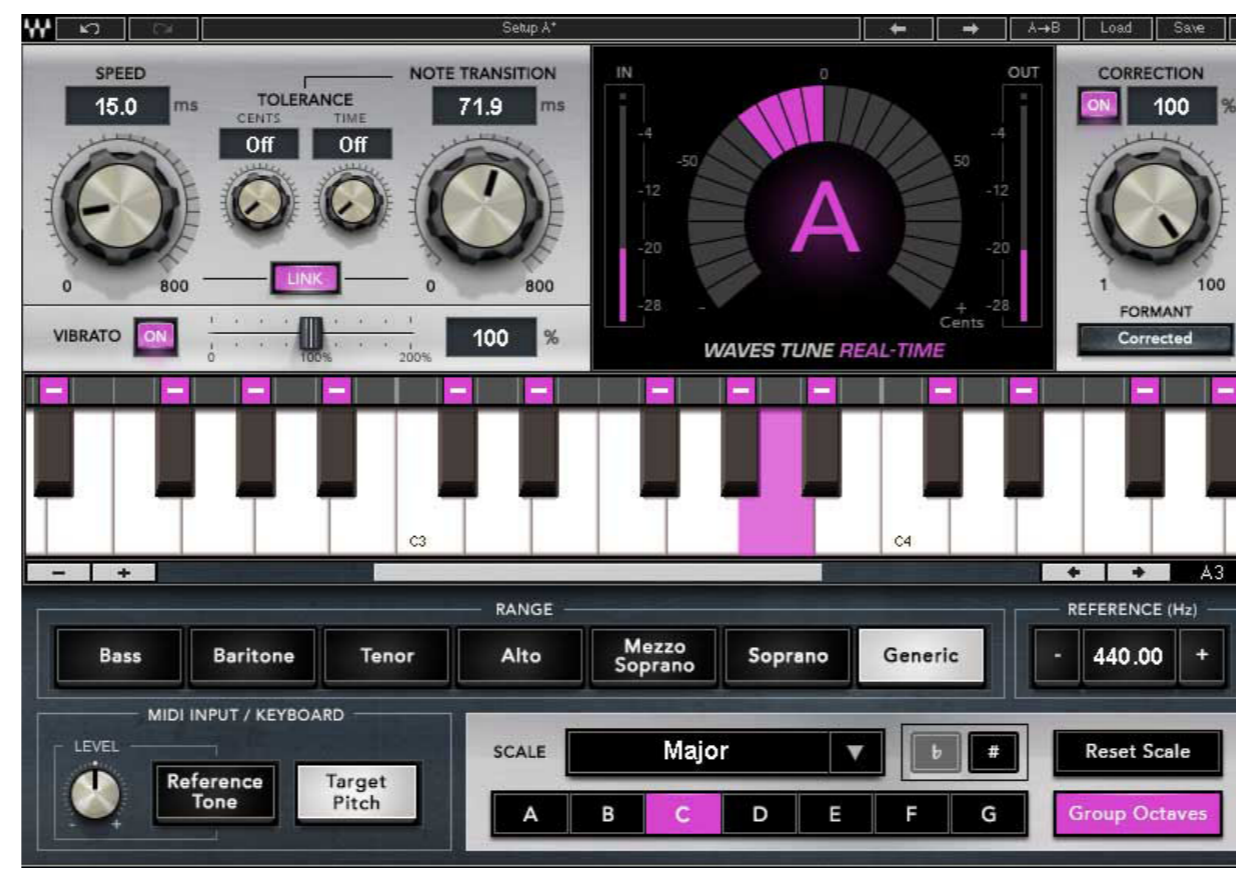 Setup A*
A→B
Load
Save
SPEED
15.0 ms
0 800
TOLERANCE
CENTS TIME
Off Off
LINK
NOTE TRANSITION
71.9 ms
0 800
VIBRATO ON
0 100% 200%
100 %
IN
-4
-12
-20
-28
0
-50 50
A
- +
Cents
OUT
-4
-12
-20
-28
WAVES TUNE REAL-TIME
CORRECTION
ON 100 %
1 100
FORMANT
Corrected
C3 C4
- + A3
RANGE
Bass Baritone Tenor Alto Mezzo Soprano Soprano Generic
REFERENCE (Hz)
- 440.00 +
MIDI INPUT / KEYBOARD
LEVEL
- +
Reference Tone
Target Pitch
SCALE Major ▼ ♭ # Reset Scale
A B C D E F G Group Octaves